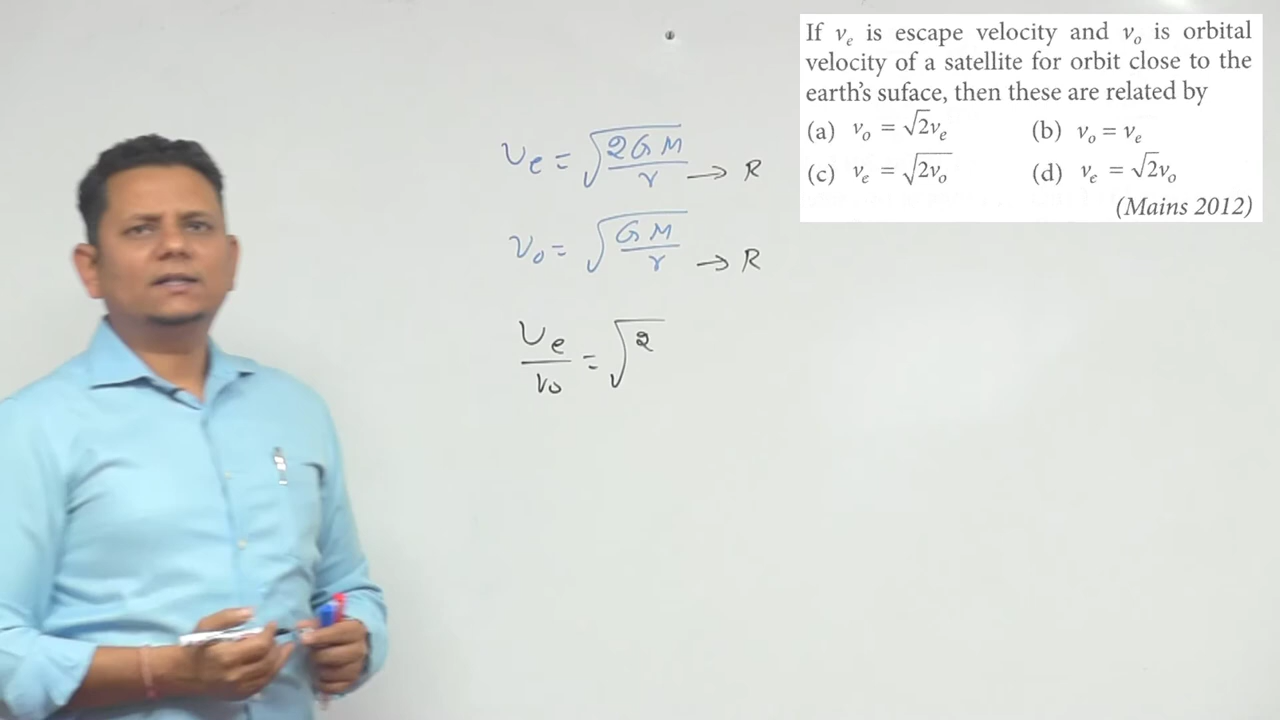 If vₑ is escape velocity and vₒ is orbital
velocity of a satellite for orbit close to the
earth's suface, then these are related by
(a) vₒ = √2vₑ (b) vₒ = vₑ
(c) vₑ = √(2vₒ) (d) vₑ = √2vₒ
(Mains 2012)
vₑ = √(2GM/r) → R
vₒ = √(GM/r) → R
vₑ/vₒ = √2